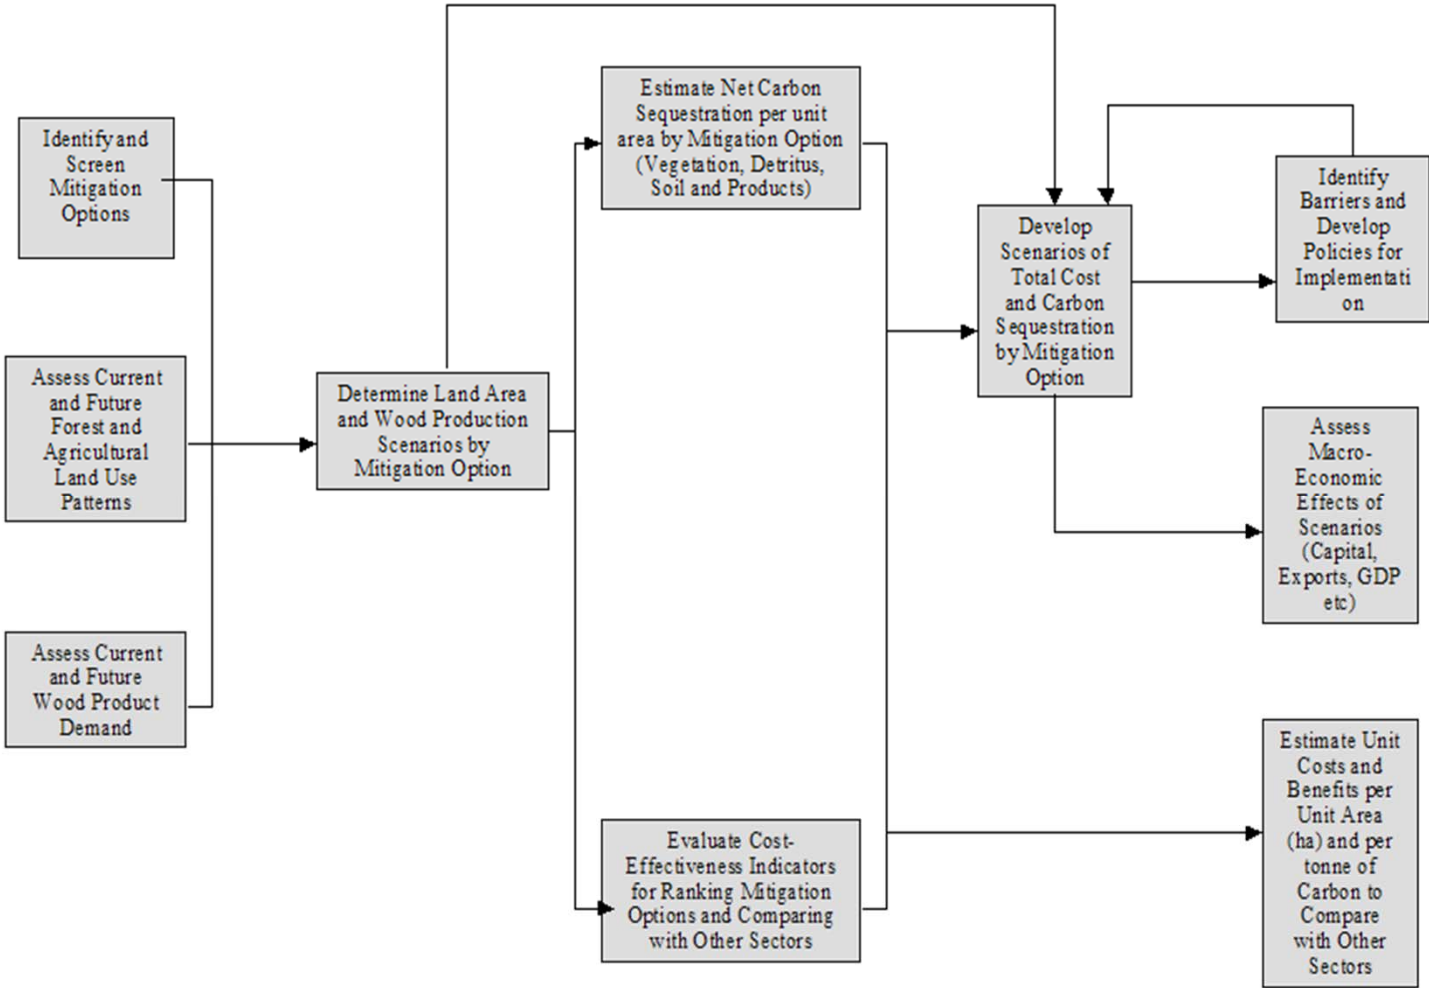 Identify and
Screen
Mitigation
Options
Assess Current
and Future
Forest and
Agricultural
Land Use
Patterns
Assess Current
and Future
Wood Product
Demand
Determine Land Area
and Wood Production
Scenarios by
Mitigation Option
Estimate Net Carbon
Sequestration per unit
area by Mitigation Option
(Vegetation, Detritus,
Soil and Products)
Evaluate Cost-
Effectiveness Indicators
for Ranking Mitigation
Options and Comparing
with Other Sectors
Develop
Scenarios of
Total Cost
and Carbon
Sequestration
by Mitigation
Option
Identify
Barriers and
Develop
Policies for
Implementati
on
Assess
Macro-
Economic
Effects of
Scenarios
(Capital,
Exports, GDP
etc)
Estimate Unit
Costs and
Benefits per
Unit Area
(ha) and per
tonne of
Carbon to
Compare
with Other
Sectors